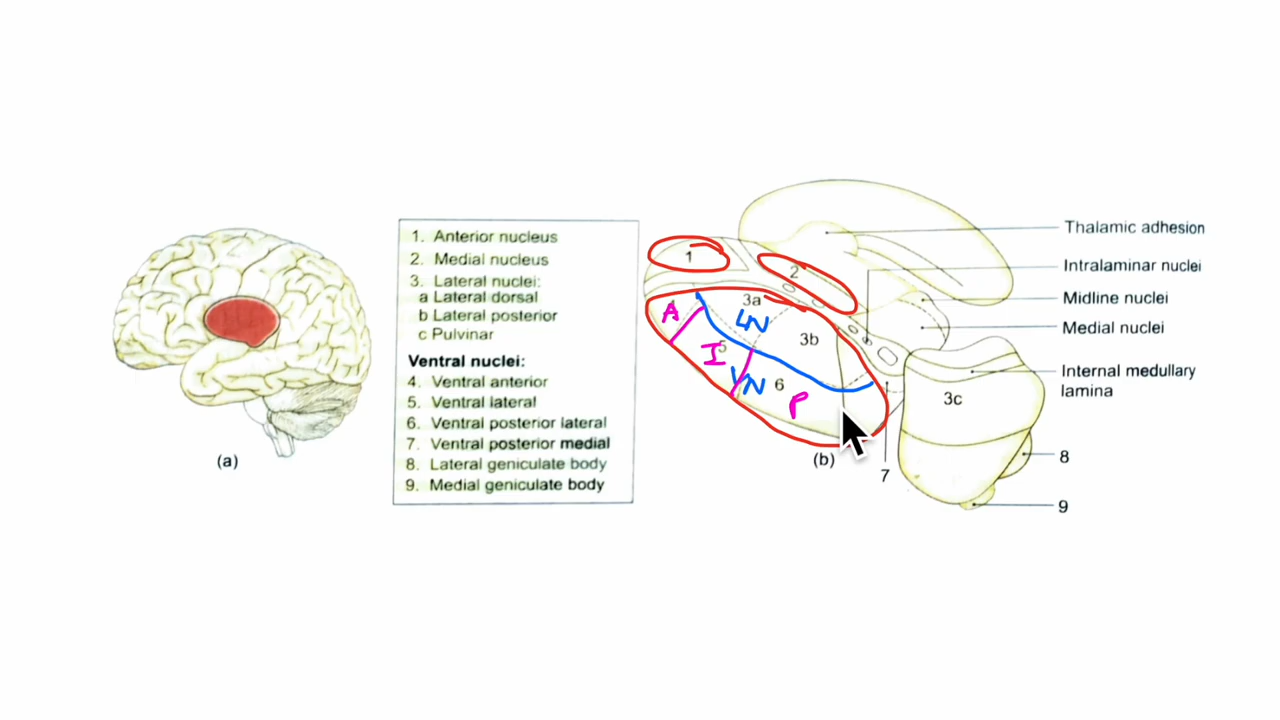 1. Anterior nucleus
2. Medial nucleus
3. Lateral nuclei:
a Lateral dorsal
b Lateral posterior
c Pulvinar
Ventral nuclei:
4. Ventral anterior
5. Ventral lateral
6. Ventral posterior lateral
7. Ventral posterior medial
8. Lateral geniculate body
9. Medial geniculate body
(a)
Thalamic adhesion
Intralaminar nuclei
Midline nuclei
Medial nuclei
Internal medullary
lamina
1
2
3a
A
LN
3b
I
5
VN
6
P
3c
7
8
9
(b)